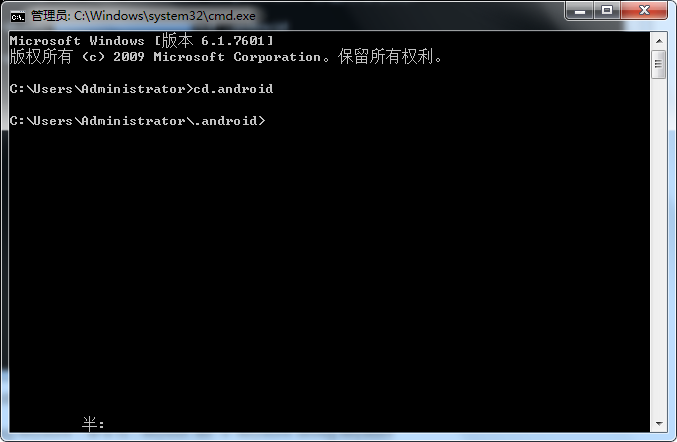 管理员: C:\Windows\system32\cmd.exe
Microsoft Windows [版本 6.1.7601]
版权所有 (c) 2009 Microsoft Corporation。保留所有权利。
C:\Users\Administrator>cd.android
C:\Users\Administrator\.android>
半: